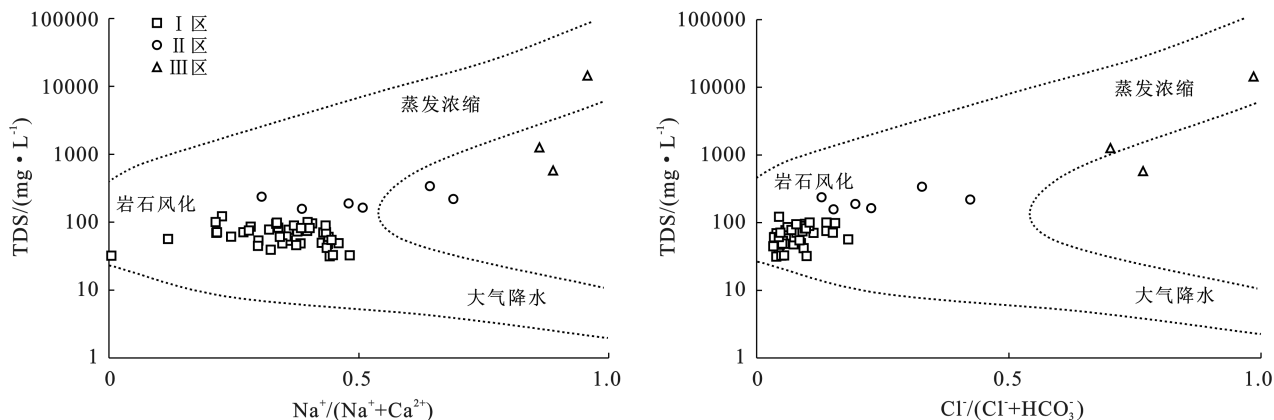 100000
10000
1000
100
10
1
TDS/(mg·L⁻¹)
Ⅰ区
Ⅱ区
Ⅲ区
蒸发浓缩
岩石风化
大气降水
0
0.5
1.0
Na⁺/(Na⁺+Ca²⁺)
100000
10000
1000
100
10
1
TDS/(mg·L⁻¹)
蒸发浓缩
岩石风化
大气降水
0
0.5
1.0
Cl⁻/(Cl⁻+HCO₃⁻)